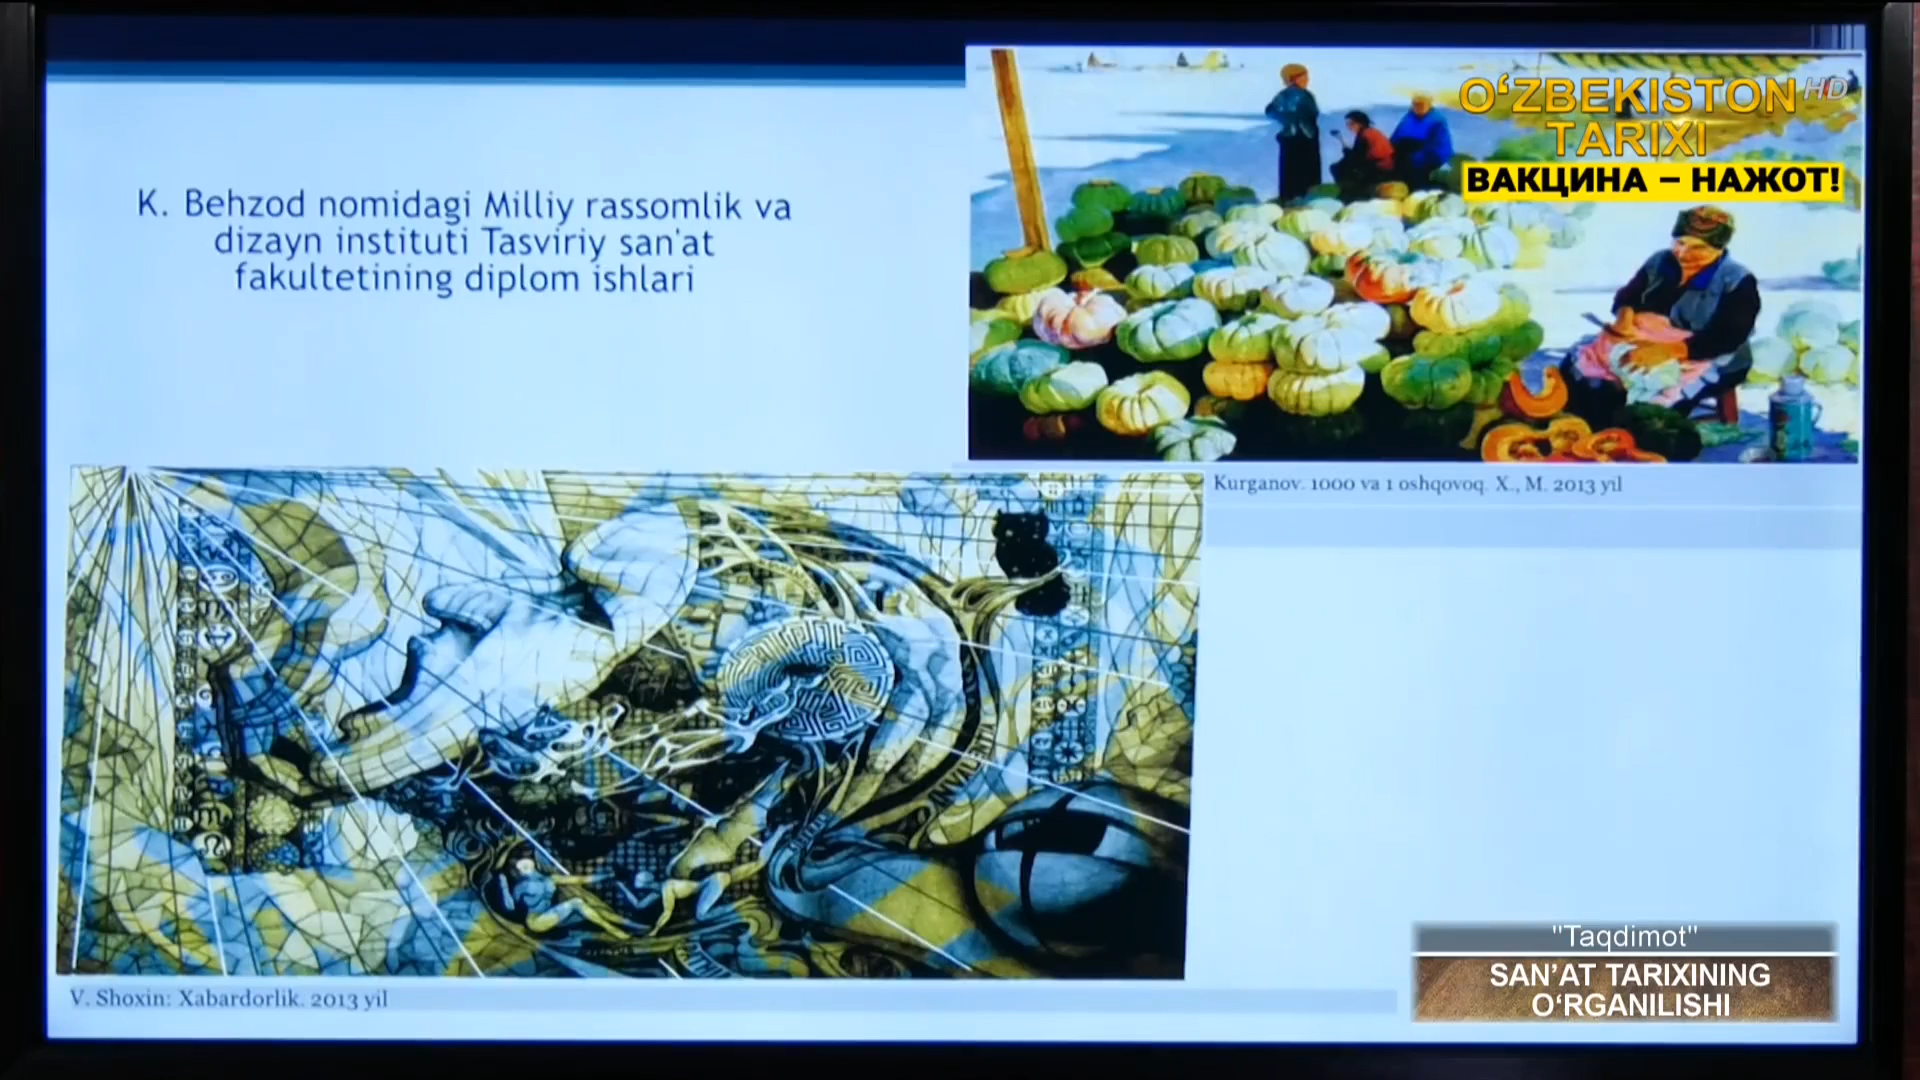 K. Behzod nomidagi Milliy rassomlik va
dizayn instituti Tasviriy san'at
fakultetining diplom ishlari
O‘ZBEKISTON HD
TARIXI
ВАКЦИНА – НАЖОТ!
Kurganov. 1000 va 1 oshqovoq. X., M. 2013 yil
V. Shoxin: Xabardorlik. 2013 yil
"Taqdimot"
SAN’AT TARIXINING
O‘RGANILISHI